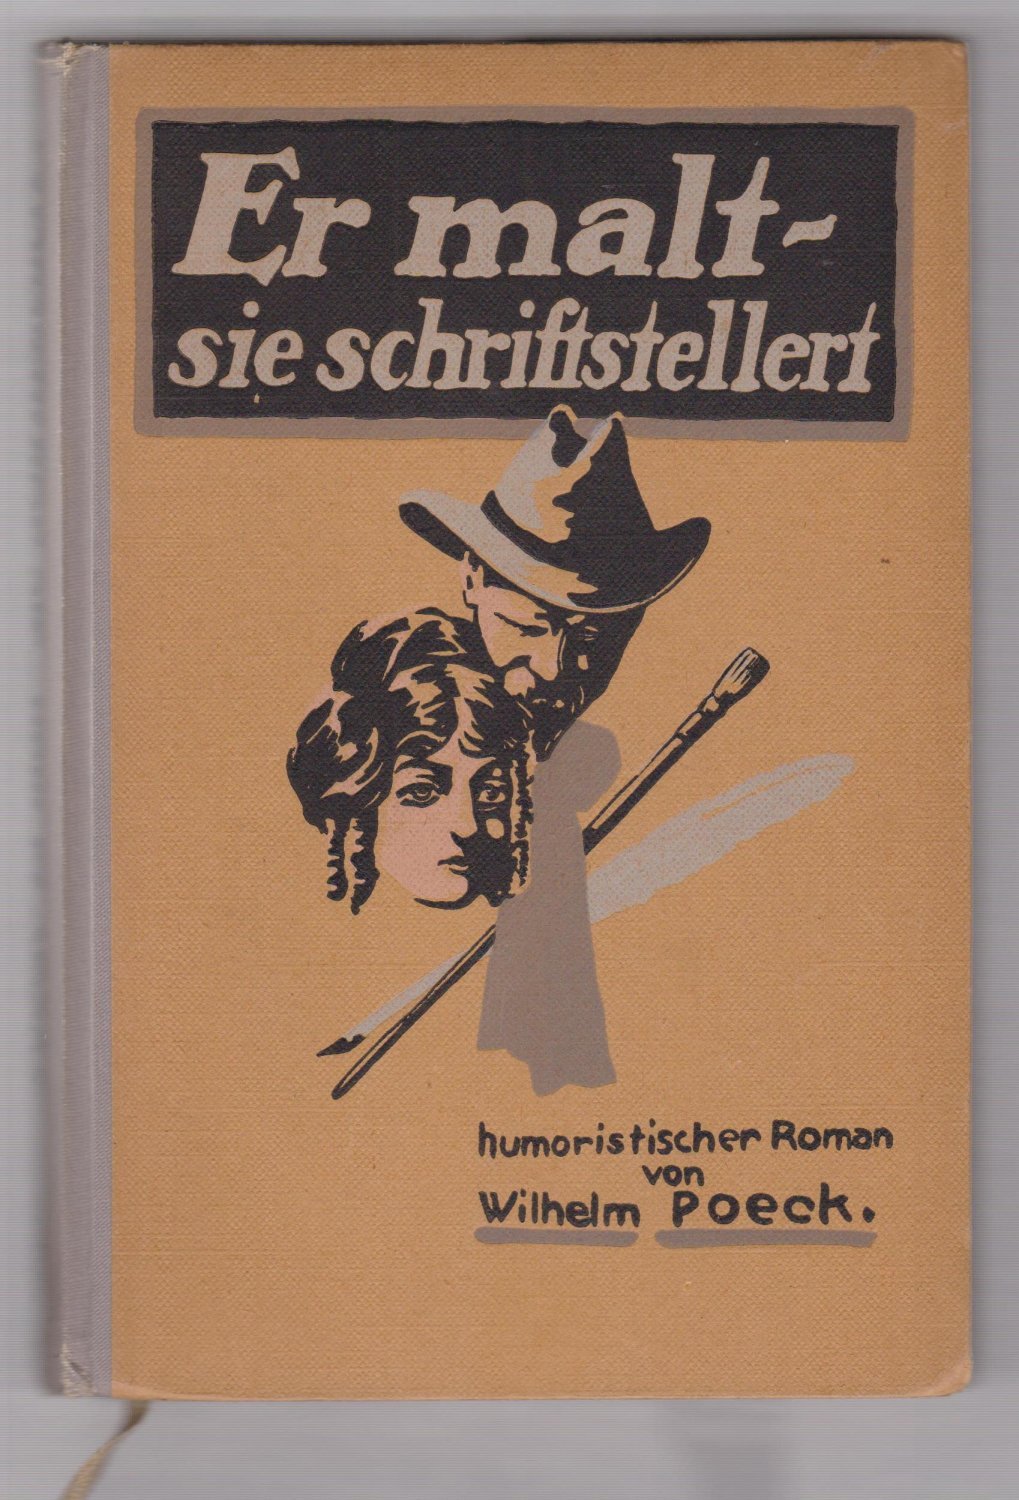 Er malt-
sie schriftstellert
humoristischer Roman
von
Wilhelm Poeck.